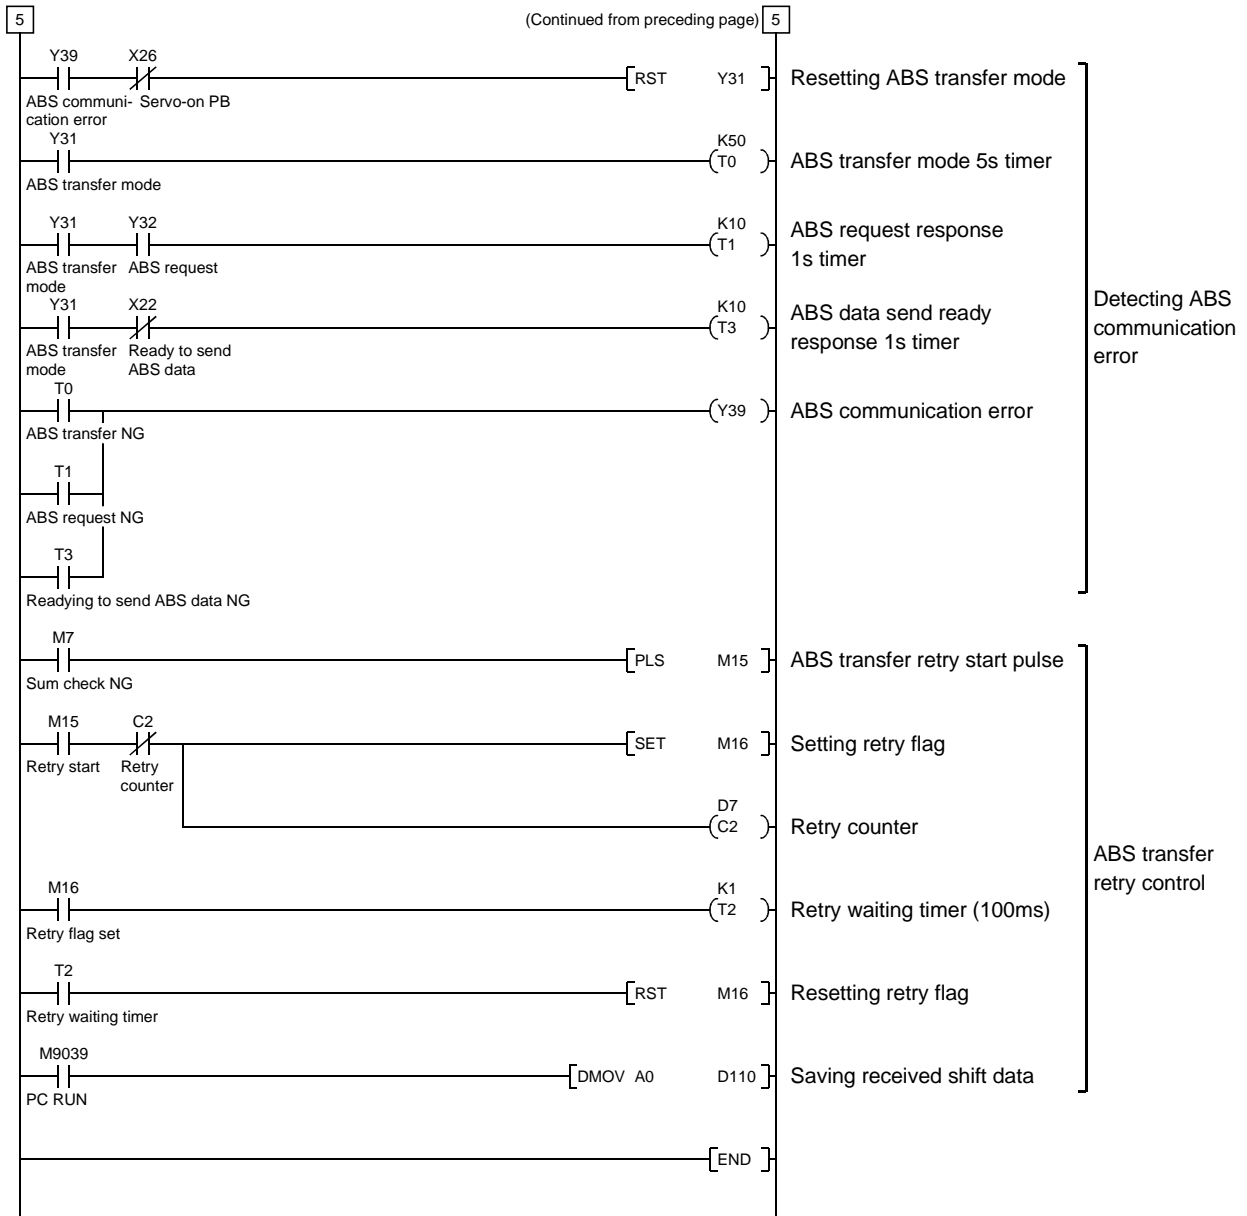 5 (Continued from preceding page) 5
Y39 X26
RST Y31 Resetting ABS transfer mode
ABS communi- Servo-on PB
cation error
Y31 K50
T0 ABS transfer mode 5s timer
ABS transfer mode
Y31 Y32 K10
T1 ABS request response
1s timer
ABS transfer ABS request
mode
Y31 X22 K10
T3 ABS data send ready
response 1s timer
ABS transfer Ready to send
mode ABS data
Detecting ABS
communication
error
T0
Y39 ABS communication error
ABS transfer NG
T1
ABS request NG
T3
Readying to send ABS data NG
M7
PLS M15 ABS transfer retry start pulse
Sum check NG
M15 C2
SET M16 Setting retry flag
Retry start Retry
counter
D7
C2 Retry counter
ABS transfer
retry control
M16 K1
T2 Retry waiting timer (100ms)
Retry flag set
T2
RST M16 Resetting retry flag
Retry waiting timer
M9039
DMOV A0 D110 Saving received shift data
PC RUN
END